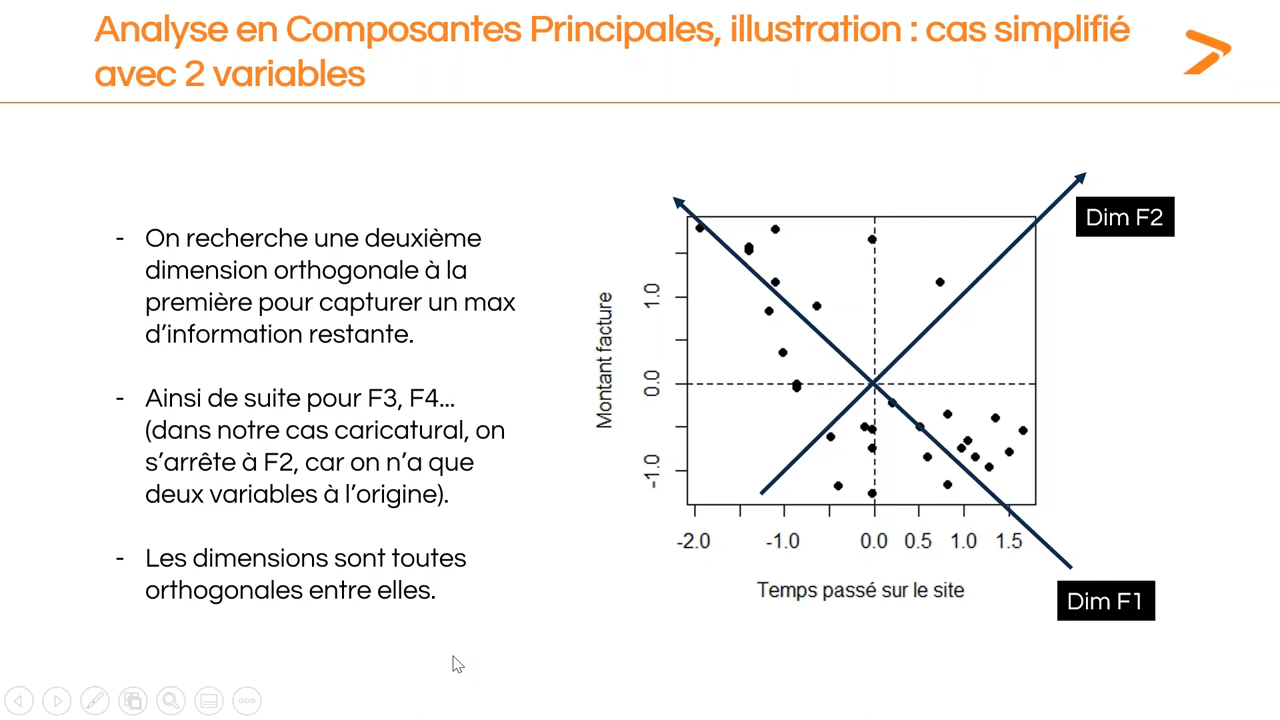 Analyse en Composantes Principales, illustration : cas simplifié
avec 2 variables
- On recherche une deuxième
dimension orthogonale à la
première pour capturer un max
d'information restante.
- Ainsi de suite pour F3, F4...
(dans notre cas caricatural, on
s'arrête à F2, car on n'a que
deux variables à l'origine).
- Les dimensions sont toutes
orthogonales entre elles.
Dim F2
Montant facture
1.0
0.0
-1.0
-2.0 -1.0 0.0 0.5 1.0 1.5
Temps passé sur le site
Dim F1